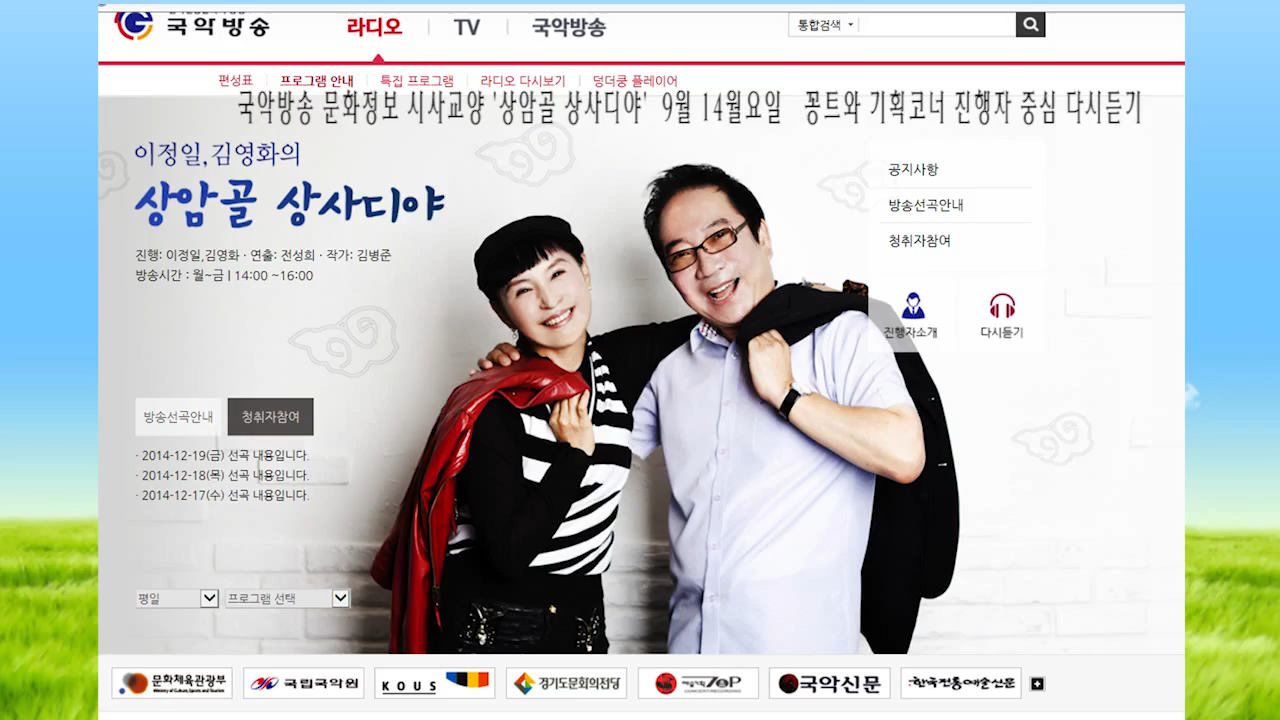 국악방송 라디오 TV 국악방송 통합검색
편성표 프로그램 안내 특집 프로그램 라디오 다시보기 덩더쿵 플레이어
국악방송 문화정보 시사교양 '상암골 상사디야' 9월 14월요일 꽁트와 기획코너 진행자 중심 다시듣기
이정일,김영화의
상암골 상사디야
진행: 이정일,김영화 · 연출: 전성희 · 작가: 김병준
방송시간 : 월~금 | 14:00 ~16:00
공지사항
방송선곡안내
청취자참여
진행자소개 다시듣기
방송선곡안내 청취자참여
· 2014-12-19(금) 선곡 내용입니다.
· 2014-12-18(목) 선곡 내용입니다.
· 2014-12-17(수) 선곡 내용입니다.
평일 프로그램 선택
문화체육관광부 국립국악원 KOUS 경기도문화의전당 예술기획 TOP 국악신문 한국전통예술신문
Ministry of Culture, Sports and Tourism